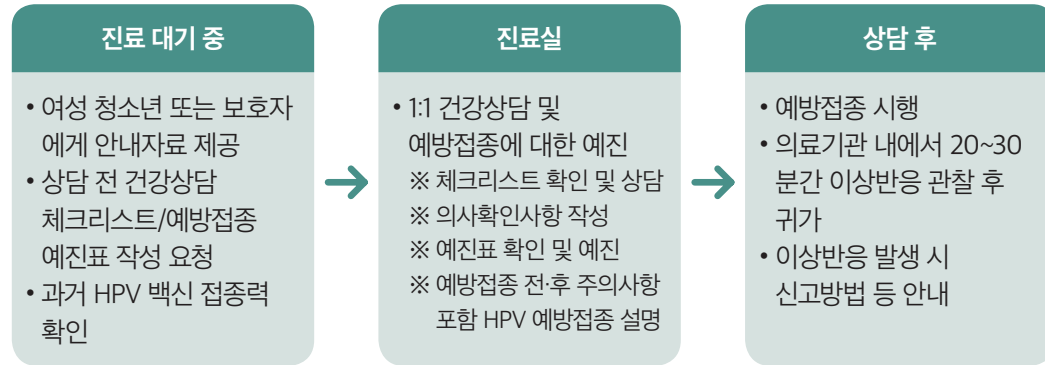 진료 대기 중
• 여성 청소년 또는 보호자
에게 안내자료 제공
• 상담 전 건강상담
체크리스트/예방접종
예진표 작성 요청
• 과거 HPV 백신 접종력
확인
진료실
• 1:1 건강상담 및
예방접종에 대한 예진
※ 체크리스트 확인 및 상담
※ 의사확인사항 작성
※ 예진표 확인 및 예진
※ 예방접종 전·후 주의사항
포함 HPV 예방접종 설명
상담 후
• 예방접종 시행
• 의료기관 내에서 20~30
분간 이상반응 관찰 후
귀가
• 이상반응 발생 시
신고방법 등 안내